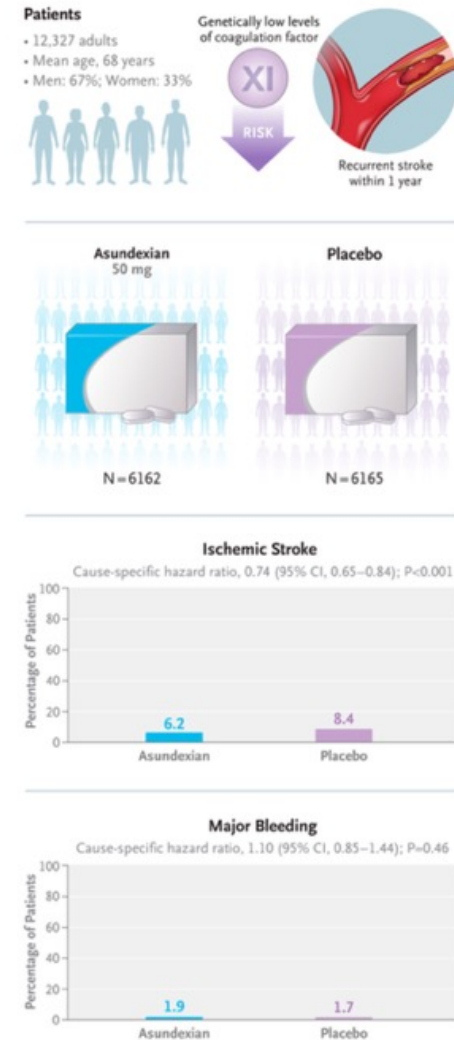 Patients
• 12,327 adults
• Mean age, 68 years
• Men: 67%; Women: 33%
Genetically low levels
of coagulation factor
XI
RISK
Recurrent stroke
within 1 year
Asundexian
50 mg
N=6162
Placebo
N=6165
Ischemic Stroke
Cause-specific hazard ratio, 0.74 (95% CI, 0.65–0.84); P<0.001
Percentage of Patients
100
80
60
40
20
0
6.2
8.4
Asundexian
Placebo
Major Bleeding
Cause-specific hazard ratio, 1.10 (95% CI, 0.85–1.44); P=0.46
Percentage of Patients
100
80
60
40
20
0
1.9
1.7
Asundexian
Placebo